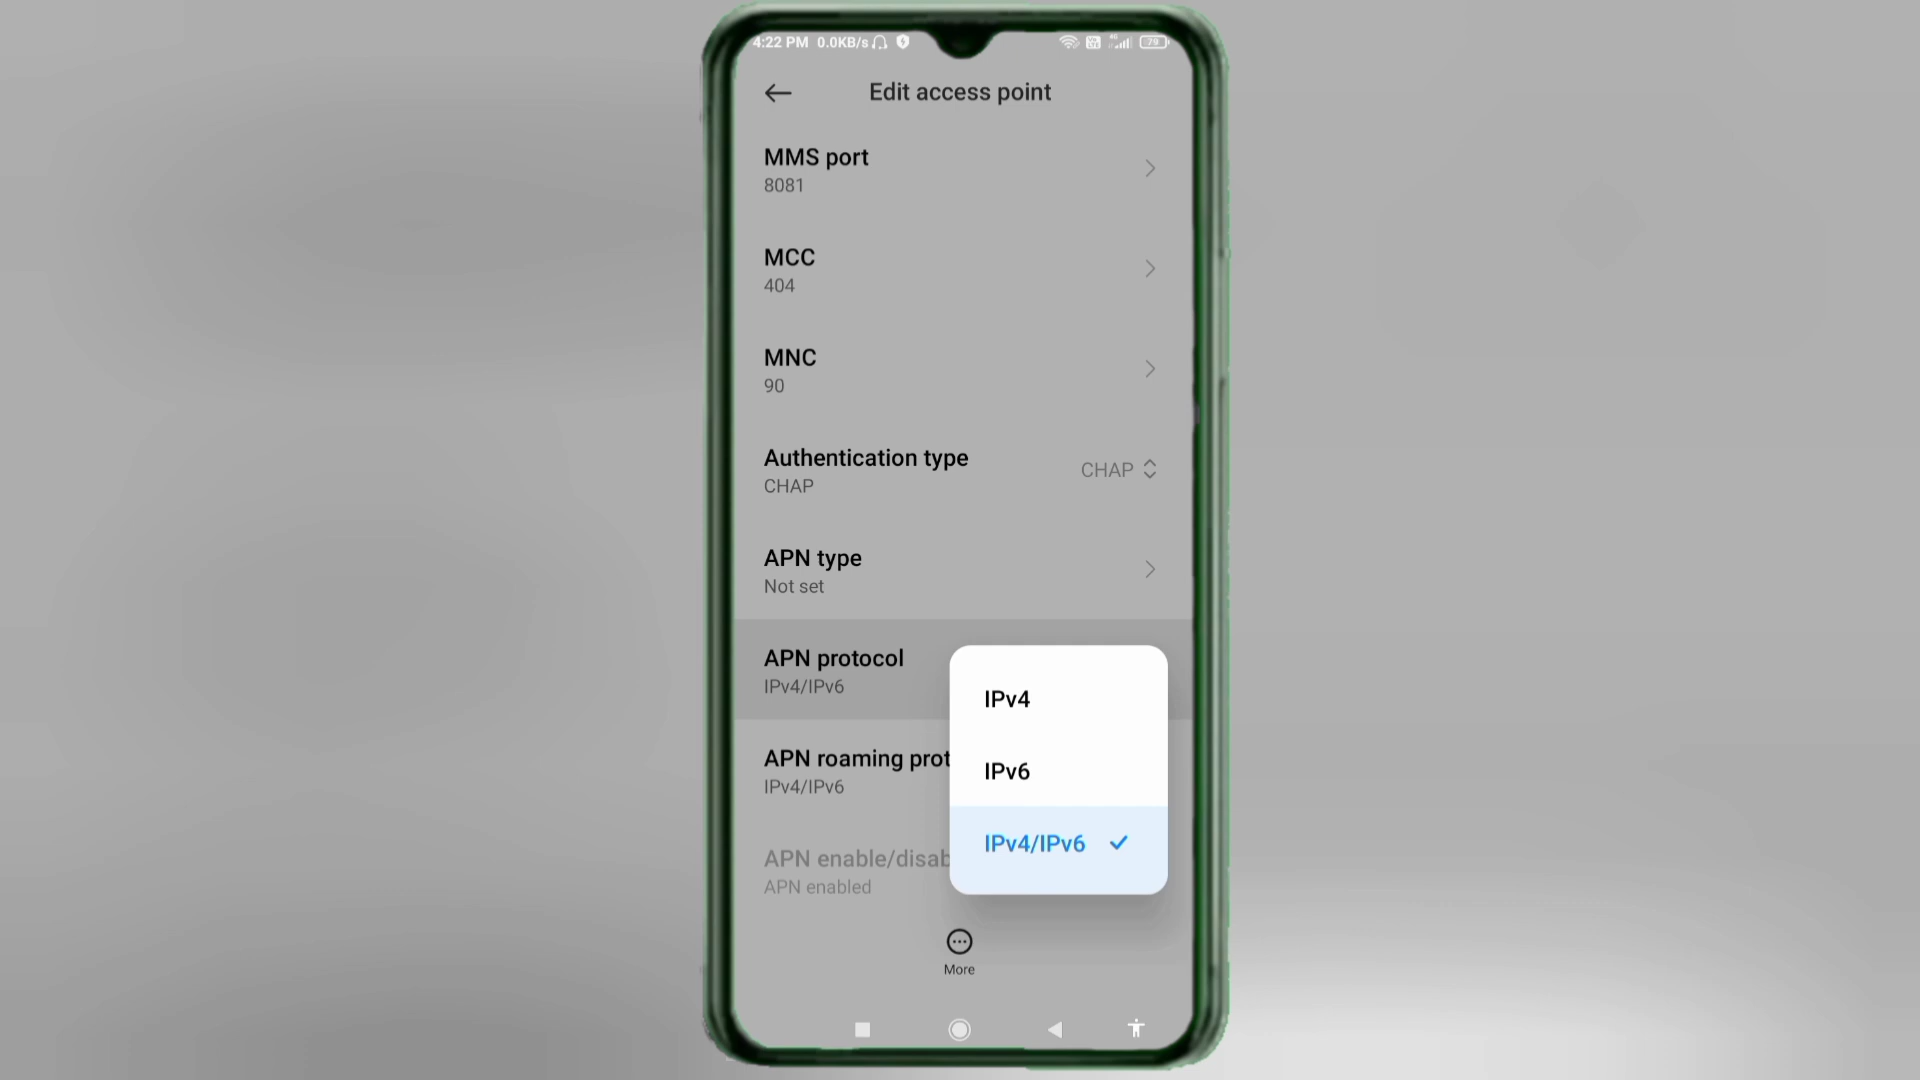 4:22 PM 0.0KB/s 4G 79
Edit access point
MMS port
8081
MCC
404
MNC
90
Authentication type
CHAP
CHAP
APN type
Not set
APN protocol
IPv4/IPv6
IPv4
IPv6
IPv4/IPv6
APN roaming prot
IPv4/IPv6
APN enable/disab
APN enabled
More